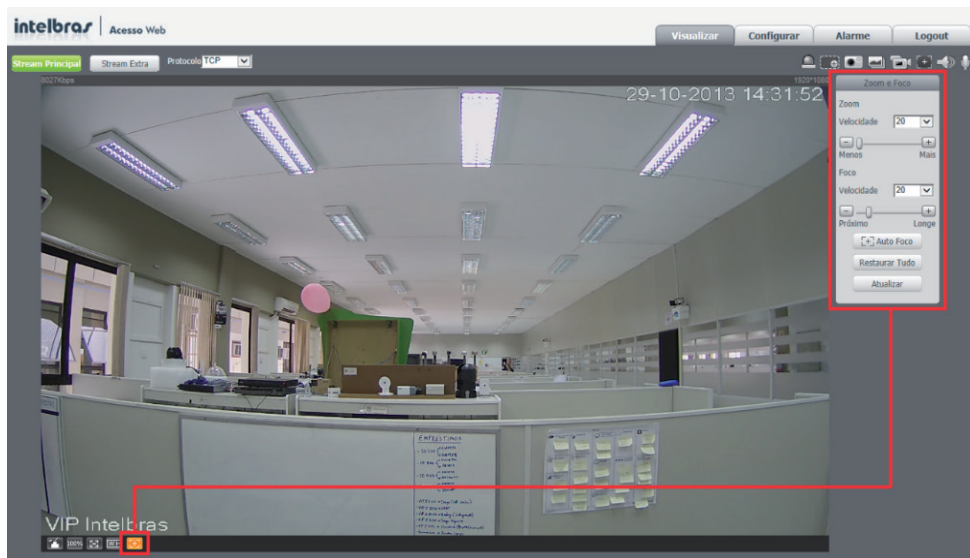 intelbras Acesso Web
Visualizar Configurar Alarme Logout
Stream Principal Stream Extra Protocolo TCP
8027Kbps 1920*1080
29-10-2013 14:31:52
Zoom e Foco
Zoom
Velocidade 20
Menos Mais
Foco
Velocidade 20
Próximo Longe
Auto Foco
Restaurar Tudo
Atualizar
EMPRÉSTIMOS
VIP Intelbras
100%